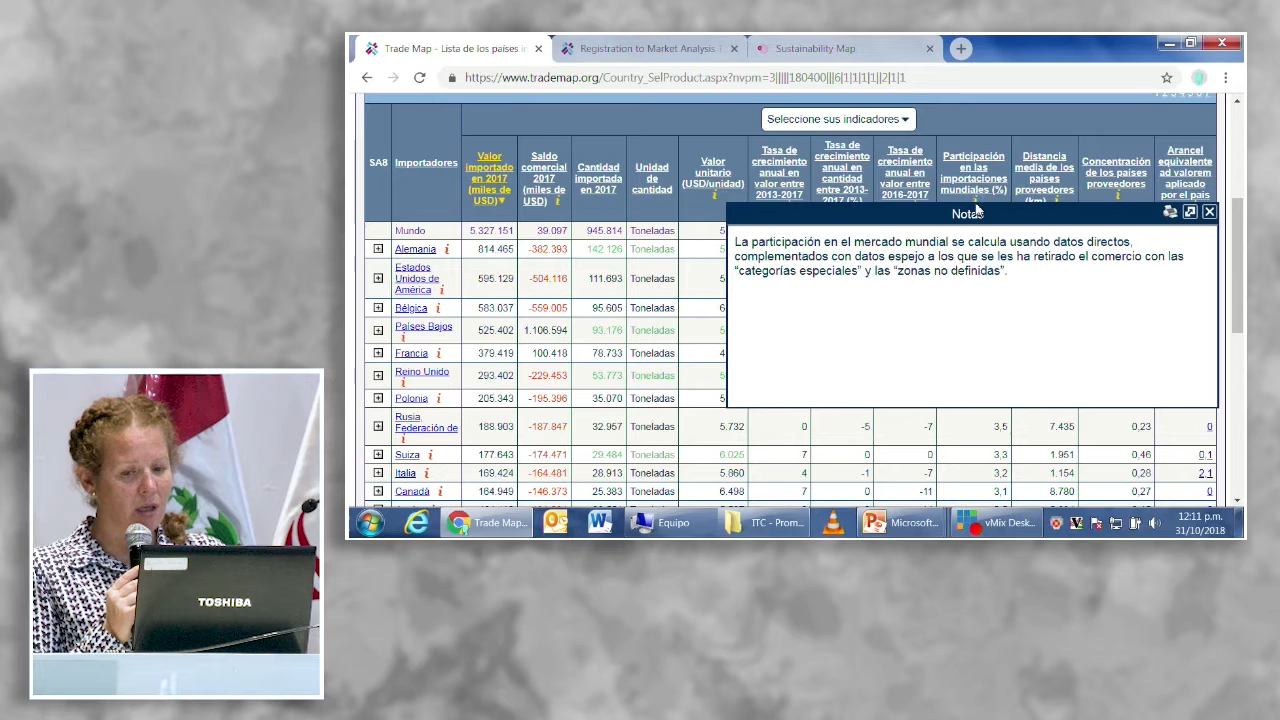 Trade Map - Lista de los países i
Registration to Market Analysis T
Sustainability Map
https://www.trademap.org/Country_SelProduct.aspx?nvpm=3|||||180400|||6|1|1|1|1||2|1|1
Seleccione sus indicadores
SA8
Importadores
Valor importado en 2017 (miles de USD)▼
Saldo comercial 2017 (miles de USD) i
Cantidad importada en 2017
Unidad de cantidad
Valor unitario (USD/unidad) i
Tasa de crecimiento anual en valor entre 2013-2017
Tasa de crecimiento anual en cantidad entre 2013-2017 (%)
Tasa de crecimiento anual en valor entre 2016-2017
Participación en las importaciones mundiales (%) i
Distancia media de los países proveedores (km) i
Concentración de los países proveedores i
Arancel equivalente ad valorem aplicado por el país
Notas
La participación en el mercado mundial se calcula usando datos directos,
complementados con datos espejo a los que se les ha retirado el comercio con las
“categorías especiales” y las “zonas no definidas”.
Mundo 5.327.151 39.097 945.814 Toneladas 5
Alemania i 814.465 -382.393 142.126 Toneladas 5
Estados Unidos de América i 595.129 -504.116 111.693 Toneladas 5
Bélgica i 583.037 -559.005 95.605 Toneladas 6
Países Bajos i 525.402 1.106.594 93.176 Toneladas 5
Francia i 379.419 100.418 78.733 Toneladas 4
Reino Unido i 293.402 -229.453 53.773 Toneladas 5
Polonia i 205.343 -195.396 35.070 Toneladas 5
Rusia, Federación de i 188.903 -187.847 32.957 Toneladas 5.732 0 -5 -7 3,5 7.435 0,23 0
Suiza i 177.643 -174.471 29.484 Toneladas 6.025 7 0 0 3,3 1.951 0,46 0,1
Italia i 169.424 -164.481 28.913 Toneladas 5.860 4 -1 -7 3,2 1.154 0,28 2,1
Canadá i 164.949 -146.373 25.383 Toneladas 6.498 7 0 -11 3,1 8.780 0,27 0
Trade Map...
Equipo
ITC - Prom...
Microsoft...
vMix Desk...
12:11 p.m.
31/10/2018
TOSHIBA